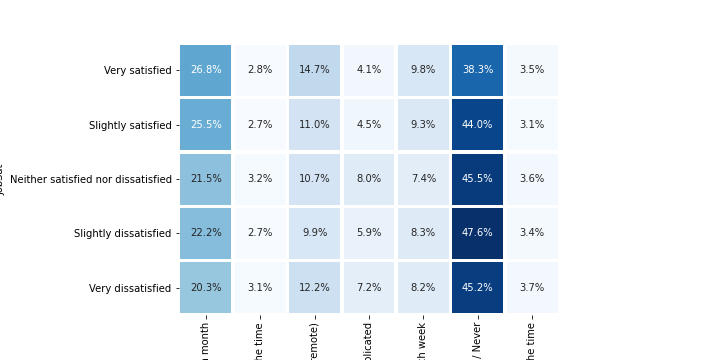 Very satisfied 26.8% 2.8% 14.7% 4.1% 9.8% 38.3% 3.5%
Slightly satisfied 25.5% 2.7% 11.0% 4.5% 9.3% 44.0% 3.1%
Neither satisfied nor dissatisfied 21.5% 3.2% 10.7% 8.0% 7.4% 45.5% 3.6%
Slightly dissatisfied 22.2% 2.7% 9.9% 5.9% 8.3% 47.6% 3.4%
Very dissatisfied 20.3% 3.1% 12.2% 7.2% 8.2% 45.2% 3.7%
month
he time
remote)
plicated
h week
/ Never
he time